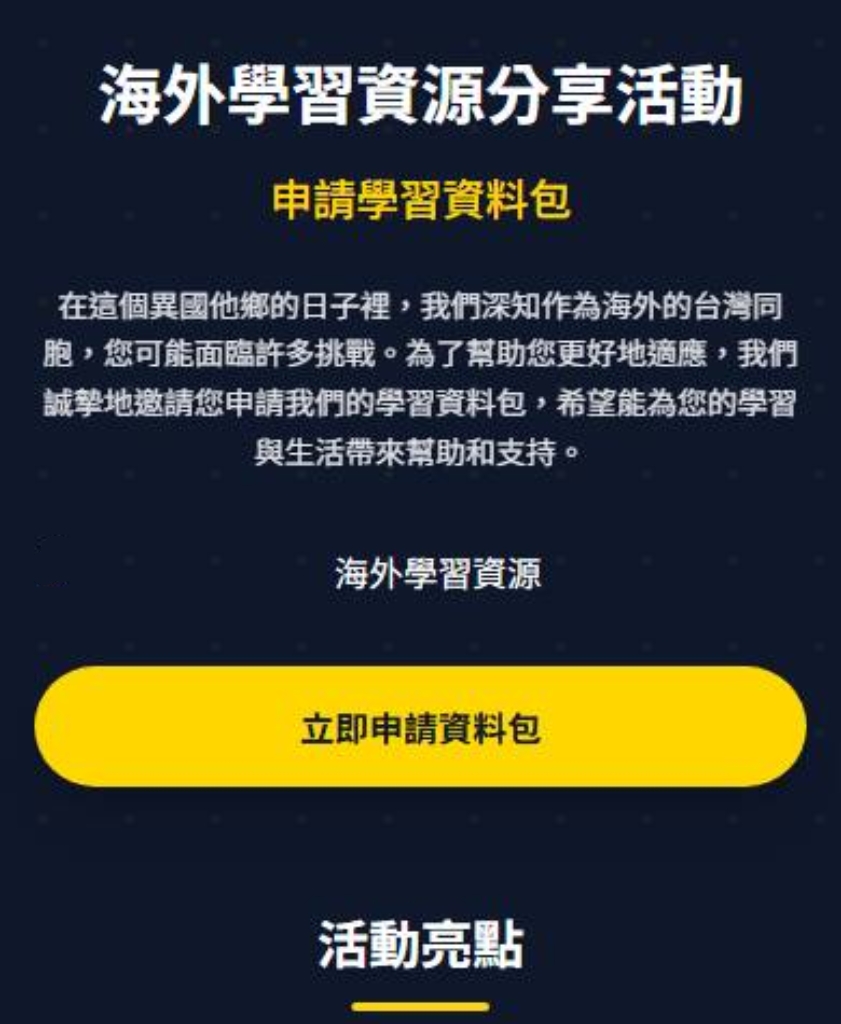 海外學習資源分享活動
申請學習資料包
在這個異國他鄉的日子裡，我們深知作為海外的台灣同
胞，您可能面臨許多挑戰。為了幫助您更好地適應，我們
誠摯地邀請您申請我們的學習資料包，希望能為您的學習
與生活帶來幫助和支持。
海外學習資源
立即申請資料包
活動亮點